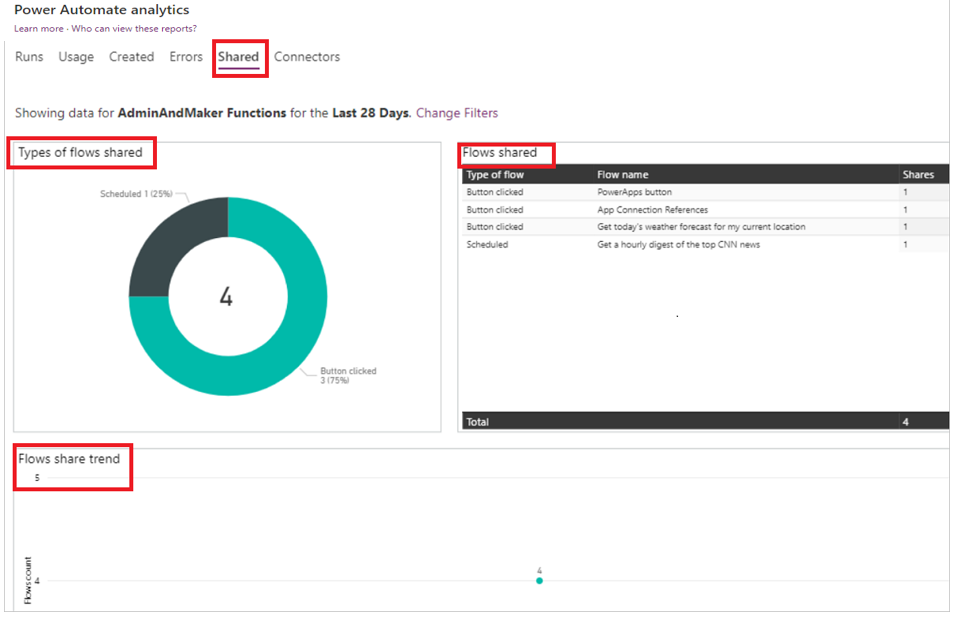 Power Automate analytics
Learn more · Who can view these reports?
Runs Usage Created Errors Shared Connectors
Showing data for AdminAndMaker Functions for the Last 28 Days. Change Filters
Types of flows shared
Scheduled 1 (25%)
4
Button clicked
3 (75%)
Flows shared
Type of flow Flow name Shares
Button clicked PowerApps button 1
Button clicked App Connection References 1
Button clicked Get today's weather forecast for my current location 1
Scheduled Get a hourly digest of the top CNN news 1
Total 4
Flows share trend
5
Flows count
4
4